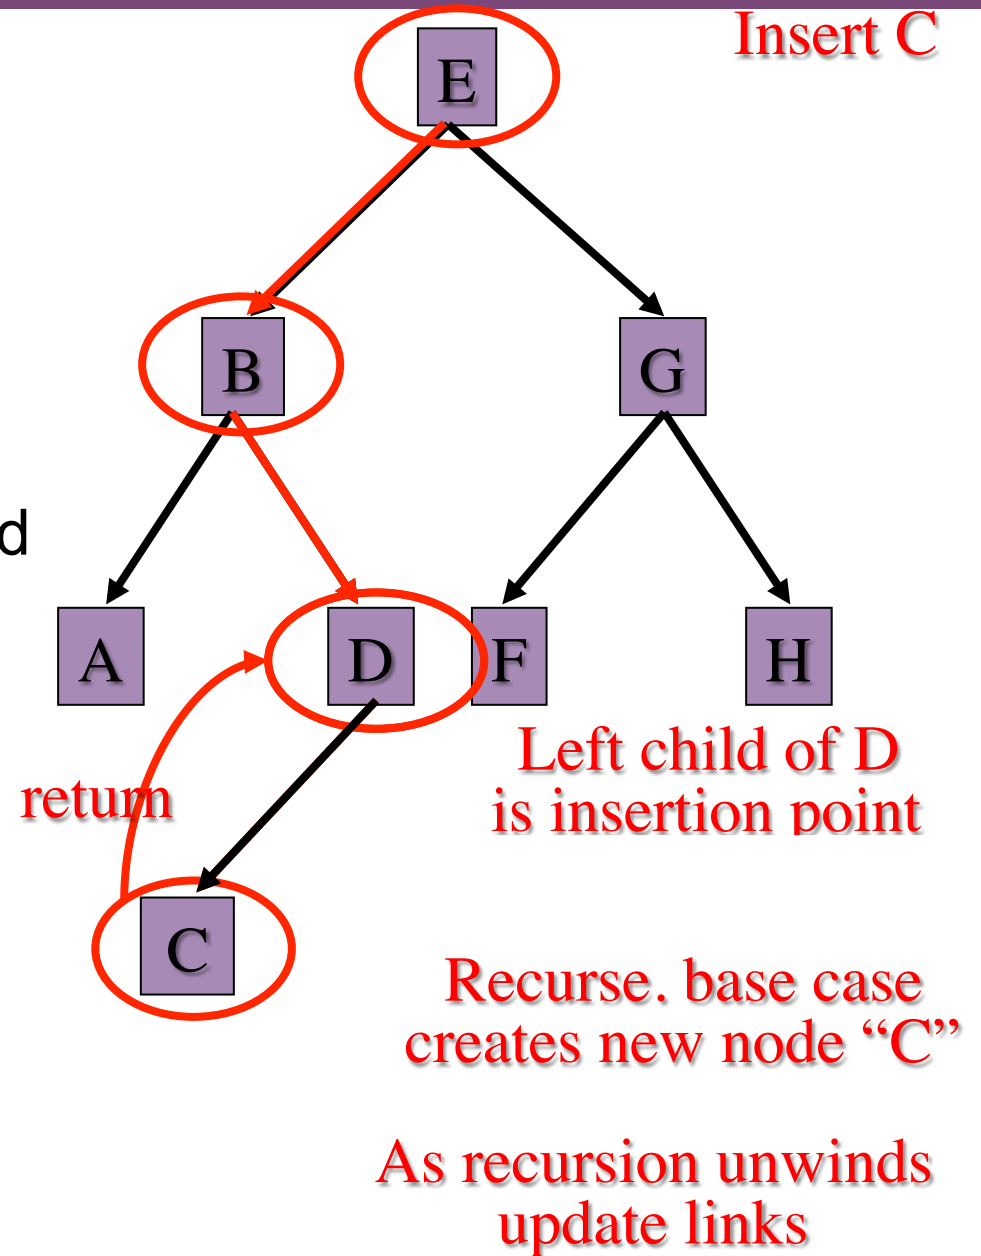 Insert C
E
B
G
d
A
D
F
H
Left child of D
is insertion point
return
C
Recurse. base case
creates new node “C”
As recursion unwinds
update links